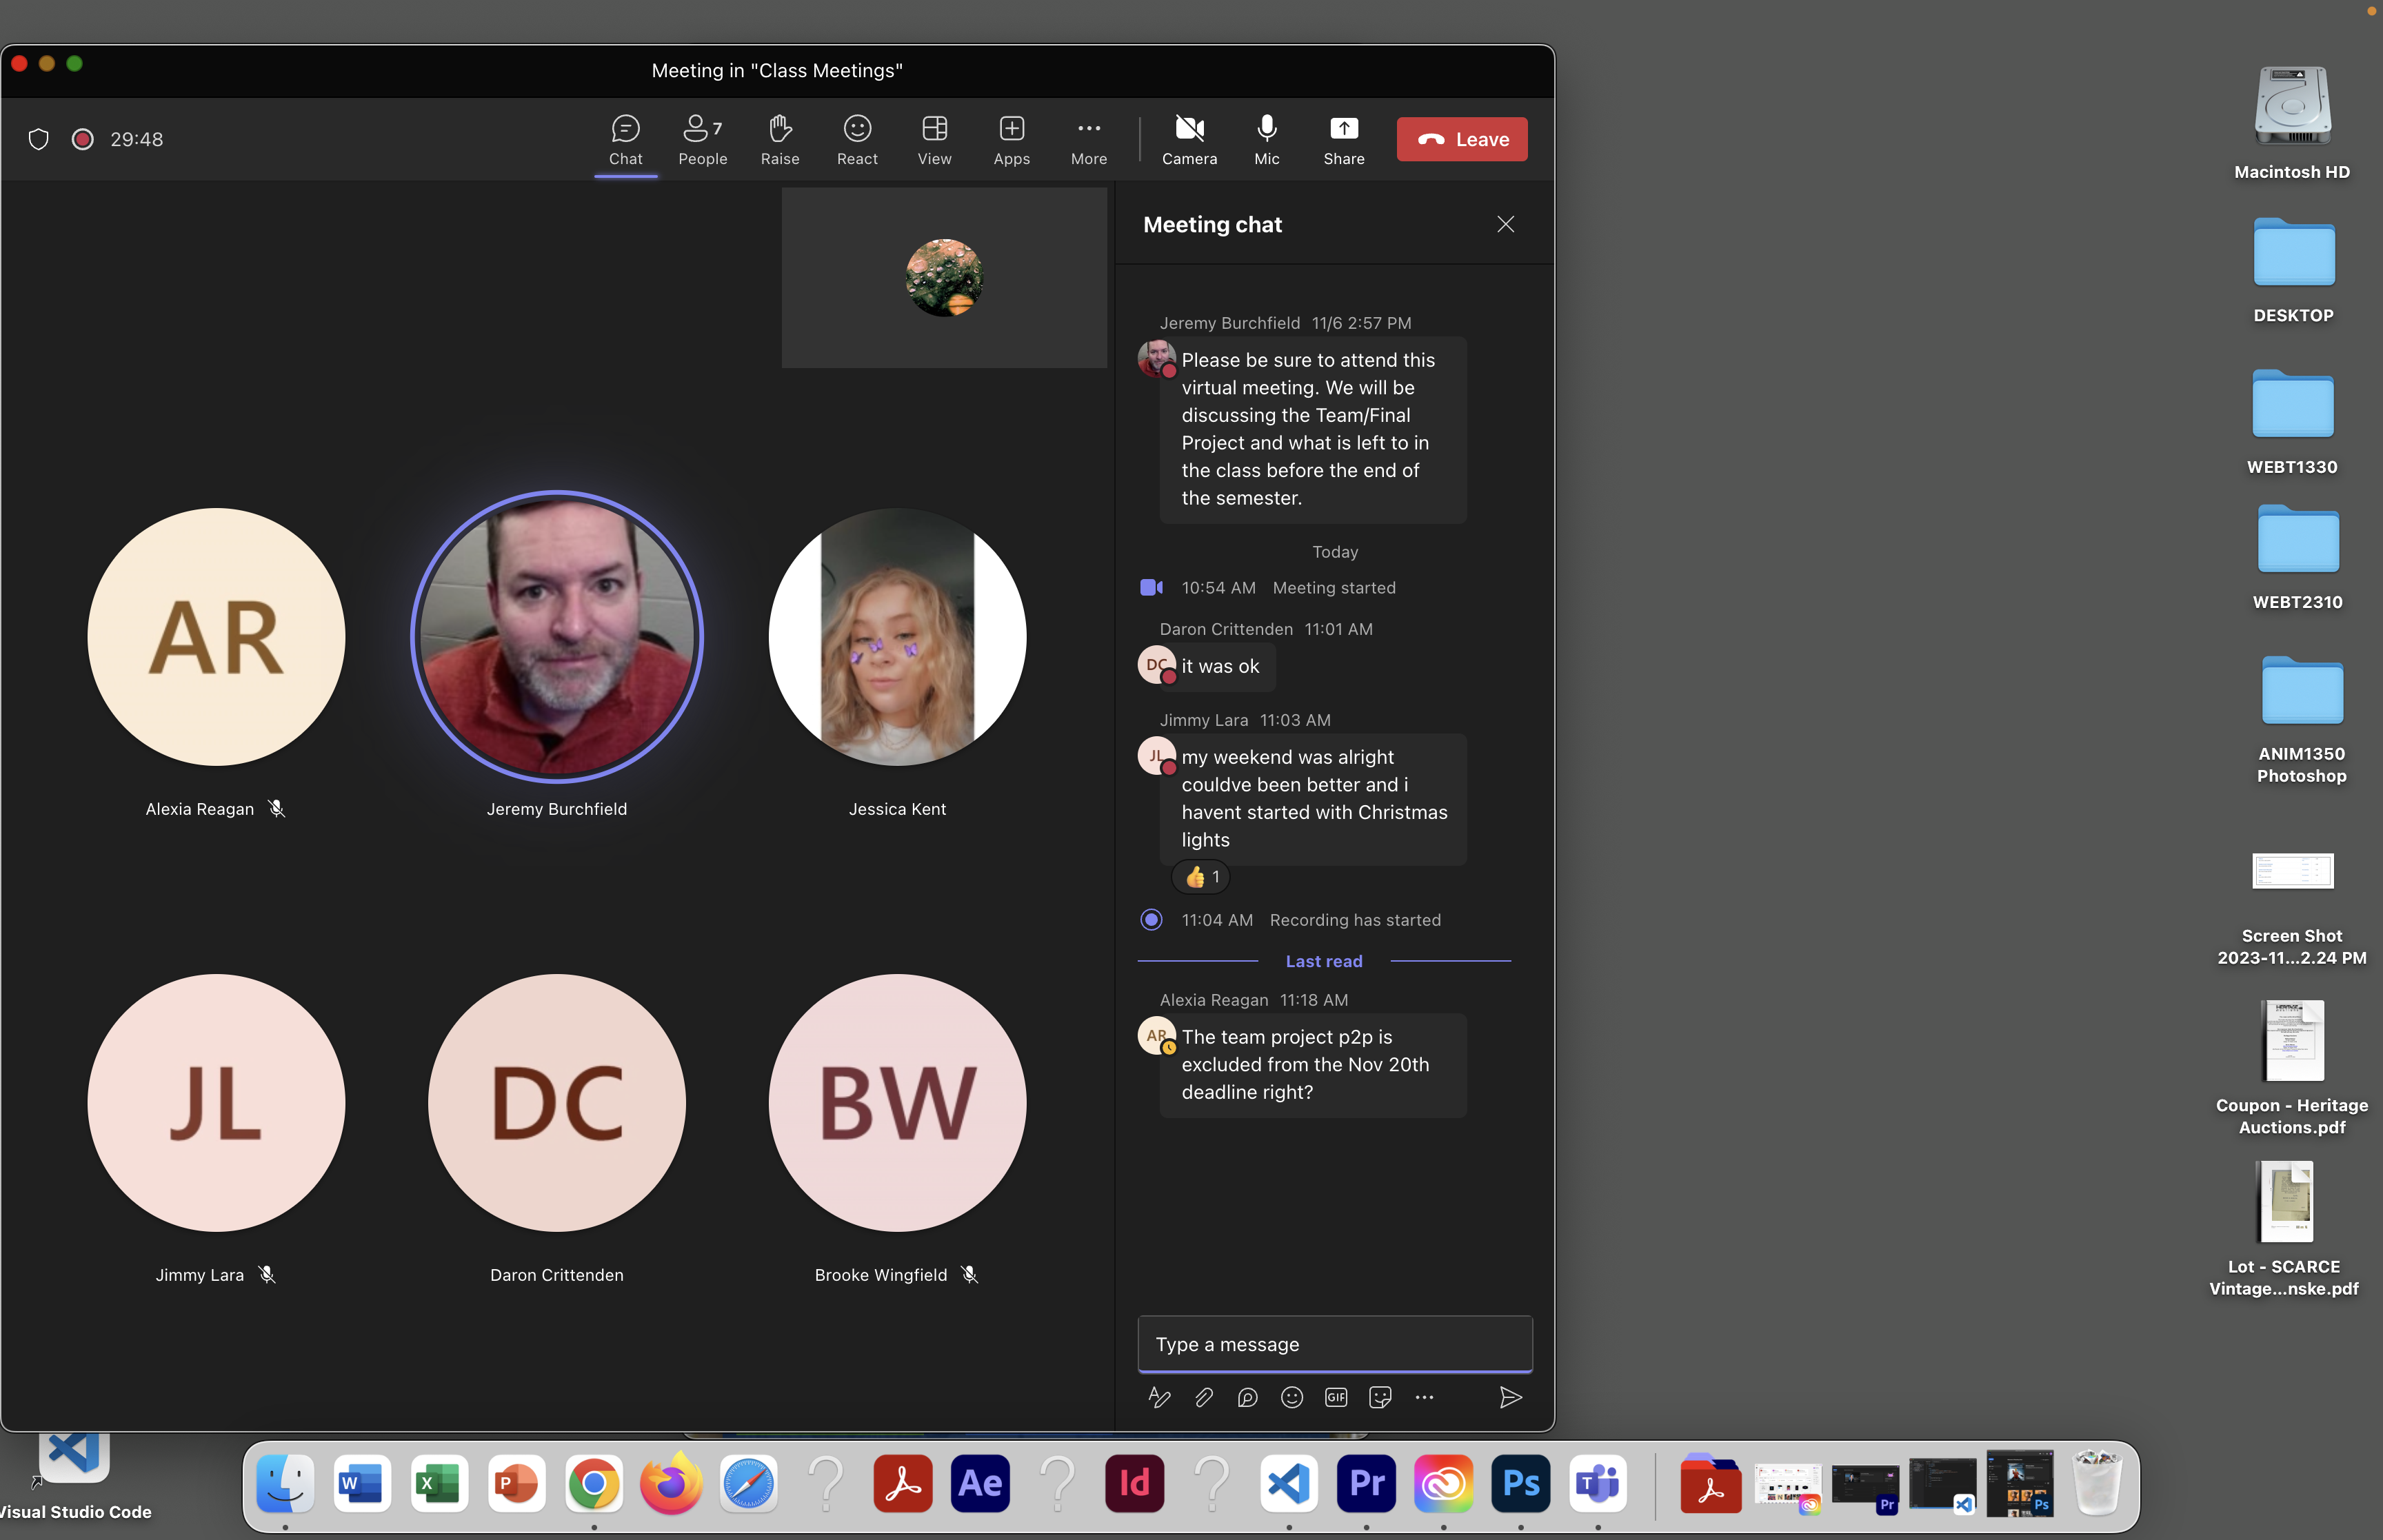 Meeting in "Class Meetings"
29:48
Chat
People 7
Raise
React
View
Apps
More
Camera
Mic
Share
Leave
Meeting chat
Jeremy Burchfield 11/6 2:57 PM
Please be sure to attend this
virtual meeting. We will be
discussing the Team/Final
Project and what is left to in
the class before the end of
the semester.
Today
10:54 AM Meeting started
Daron Crittenden 11:01 AM
DC
it was ok
Jimmy Lara 11:03 AM
JL
my weekend was alright
couldve been better and i
havent started with Christmas
lights
1
11:04 AM Recording has started
Last read
Alexia Reagan 11:18 AM
AR
The team project p2p is
excluded from the Nov 20th
deadline right?
Type a message
GIF
AR
Alexia Reagan
Jeremy Burchfield
Jessica Kent
JL
Jimmy Lara
DC
Daron Crittenden
BW
Brooke Wingfield
Macintosh HD
DESKTOP
WEBT1330
WEBT2310
ANIM1350
Photoshop
Screen Shot
2023-11...2.24 PM
Coupon - Heritage
Auctions.pdf
Lot - SCARCE
Vintage...nske.pdf
Visual Studio Code
W
X
P
?
Ae
?
Id
?
Pr
Ps
T
Pr
Ps